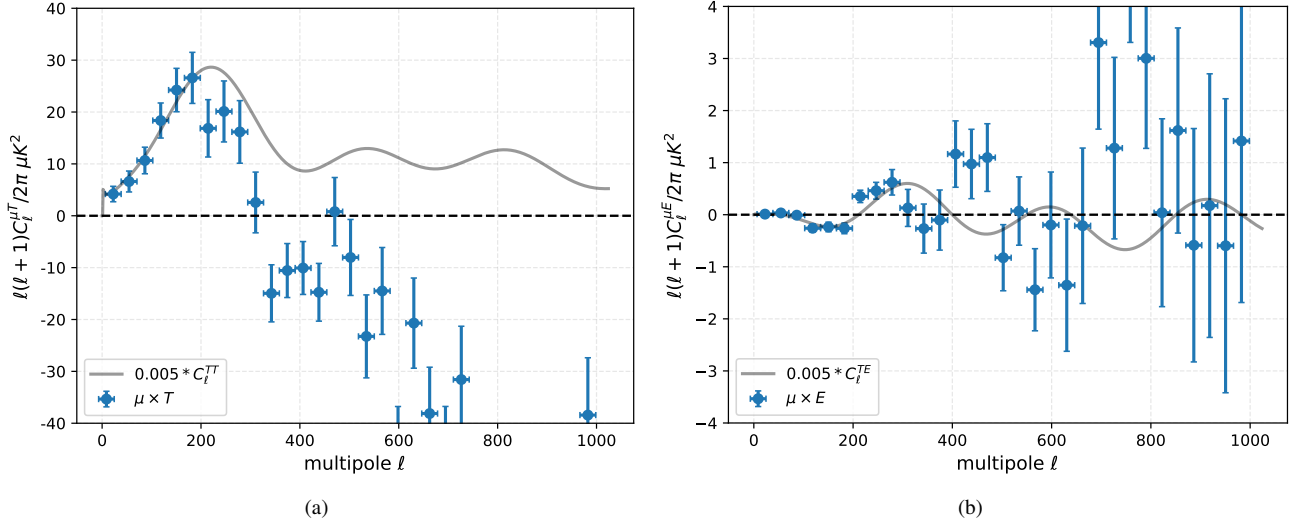 40
30
20
10
0
-10
-20
-30
-40
ℓ(ℓ + 1)C_ℓ^{μT}/2π μK²
0.005 * C_ℓ^{TT}
μ × T
0 200 400 600 800 1000
multipole ℓ
(a)
4
3
2
1
0
−1
−2
−3
−4
ℓ(ℓ + 1)C_ℓ^{μE}/2π μK²
0.005 * C_ℓ^{TE}
μ × E
0 200 400 600 800 1000
multipole ℓ
(b)